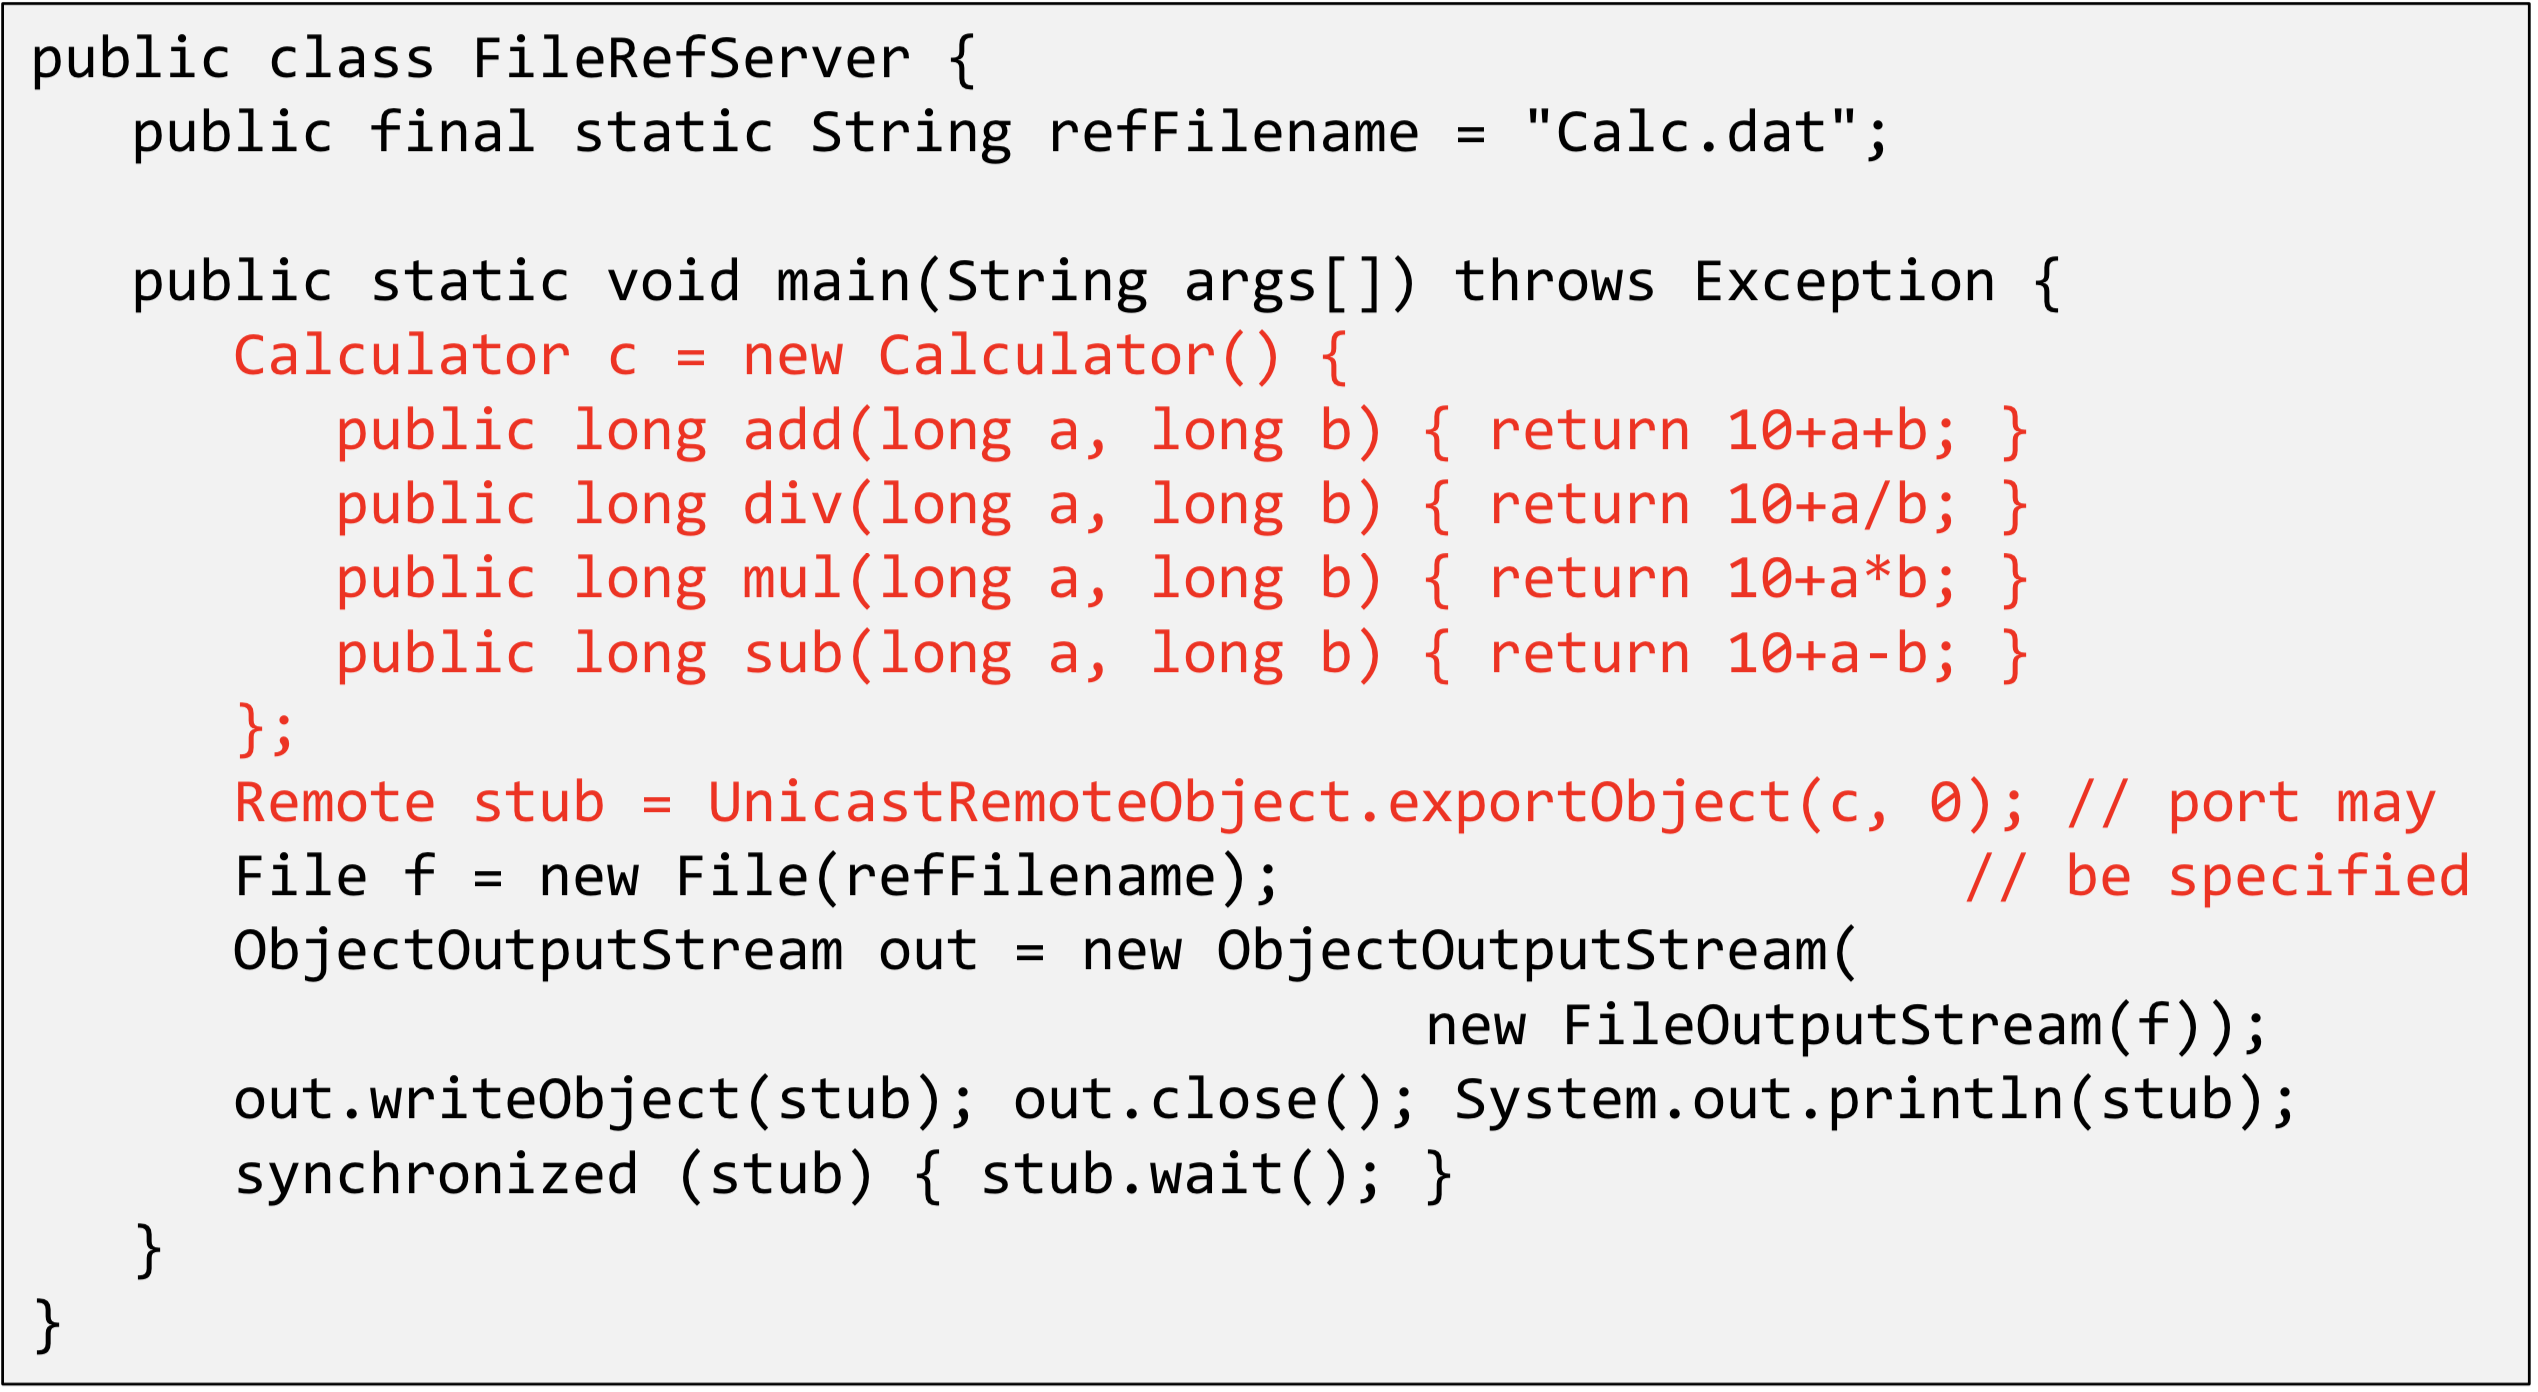 public class FileRefServer {
   public final static String refFilename = "Calc.dat";

   public static void main(String args[]) throws Exception {
      Calculator c = new Calculator() {
         public long add(long a, long b) { return 10+a+b; }
         public long div(long a, long b) { return 10+a/b; }
         public long mul(long a, long b) { return 10+a*b; }
         public long sub(long a, long b) { return 10+a-b; }
      };
      Remote stub = UnicastRemoteObject.exportObject(c, 0); // port may
      File f = new File(refFilename);                    // be specified
      ObjectOutputStream out = new ObjectOutputStream(
                                         new FileOutputStream(f));
      out.writeObject(stub); out.close(); System.out.println(stub);
      synchronized (stub) { stub.wait(); }
   }
}